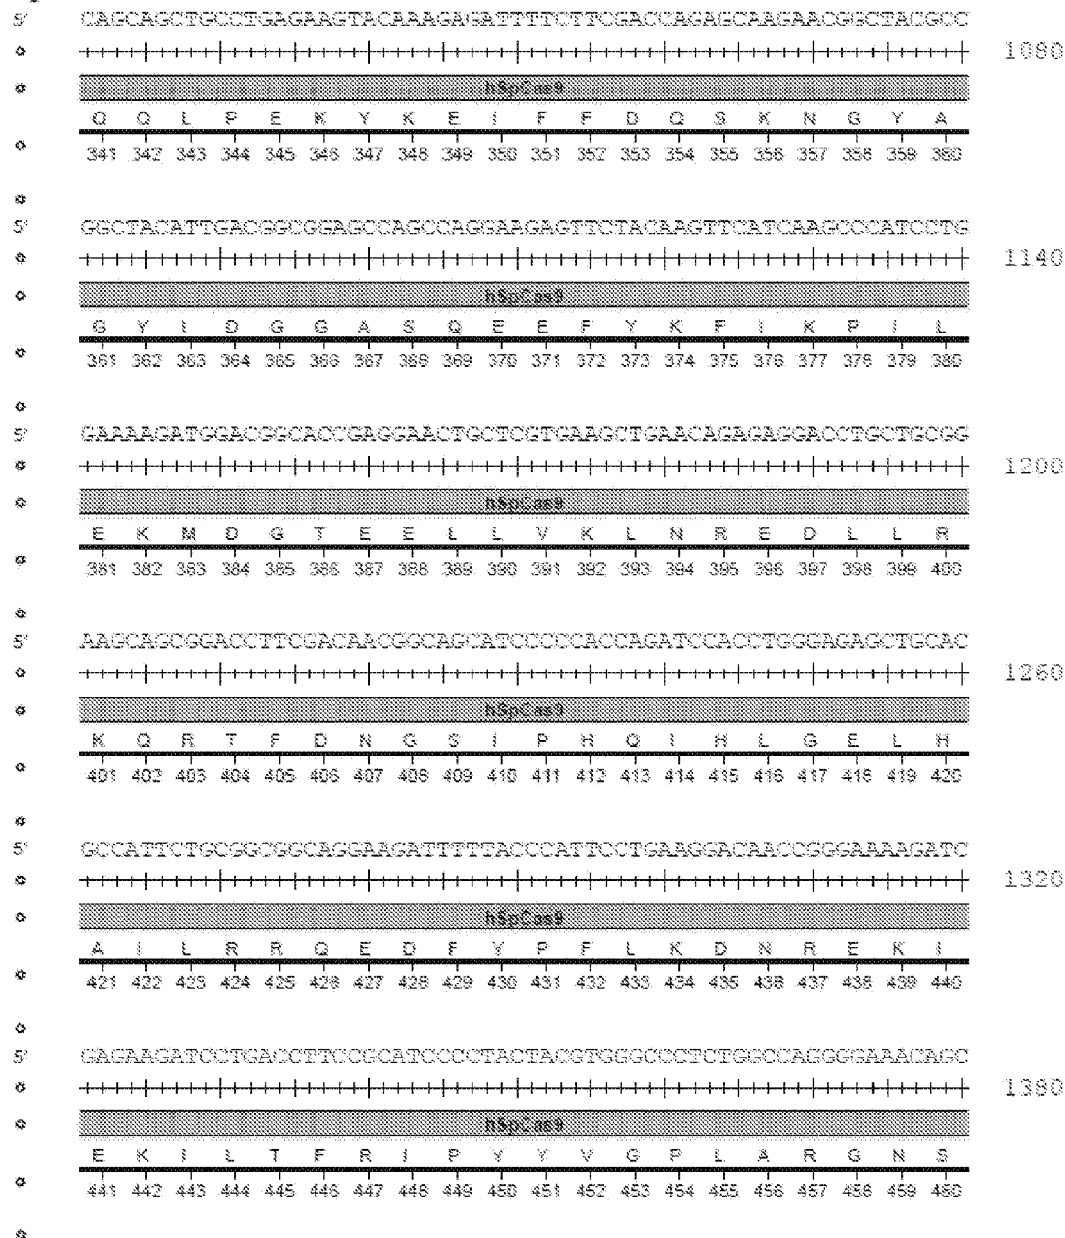 5' CAGCAGCTGCCTGAGAAGTACAAAGAGATTTTCTTCGACCAGAGCAAGAACGGCTACGCC
1080
hSpCas9
Q Q L P E K Y K E I F F D Q S K N G Y A
341 342 343 344 345 346 347 348 349 350 351 352 353 354 355 356 357 358 359 360
5' GGCTACATTGACGGCGGAGCCAGCCAGGAAGAGTTCTACAAGTTCATCAAGCCCATCCTG
1140
hSpCas9
G Y I D G G A S Q E E F Y K F I K P I L
361 362 363 364 365 366 367 368 369 370 371 372 373 374 375 376 377 378 379 380
5' GAAAAGATGGACGGCACCGAGGAACTGCTCGTGAAGCTGAACAGAGAGGACCTGCTGCGG
1200
hSpCas9
E K M D G T E E L L V K L N R E D L L R
381 382 383 384 385 386 387 388 389 390 391 392 393 394 395 396 397 398 399 400
5' AAGCAGCGGACCTTCGACAACGGCAGCATCCCCCACCAGATCCACCTGGGAGAGCTGCAC
1260
hSpCas9
K Q R T F D N G S I P H Q I H L G E L H
401 402 403 404 405 406 407 408 409 410 411 412 413 414 415 416 417 418 419 420
5' GCCATTCTGCGGCGGCAGGAAGATTTTTACCCATTCCTGAAGGACAACCGGGAAAAGATC
1320
hSpCas9
A I L R R Q E D F Y P F L K D N R E K I
421 422 423 424 425 426 427 428 429 430 431 432 433 434 435 436 437 438 439 440
5' GAGAAGATCCTGACCTTCCGCATCCCCTACTACGTGGGCCCTCTGGCCAGGGGAAACAGC
1380
hSpCas9
E K I L T F R I P Y Y V G P L A R G N S
441 442 443 444 445 446 447 448 449 450 451 452 453 454 455 456 457 458 459 460